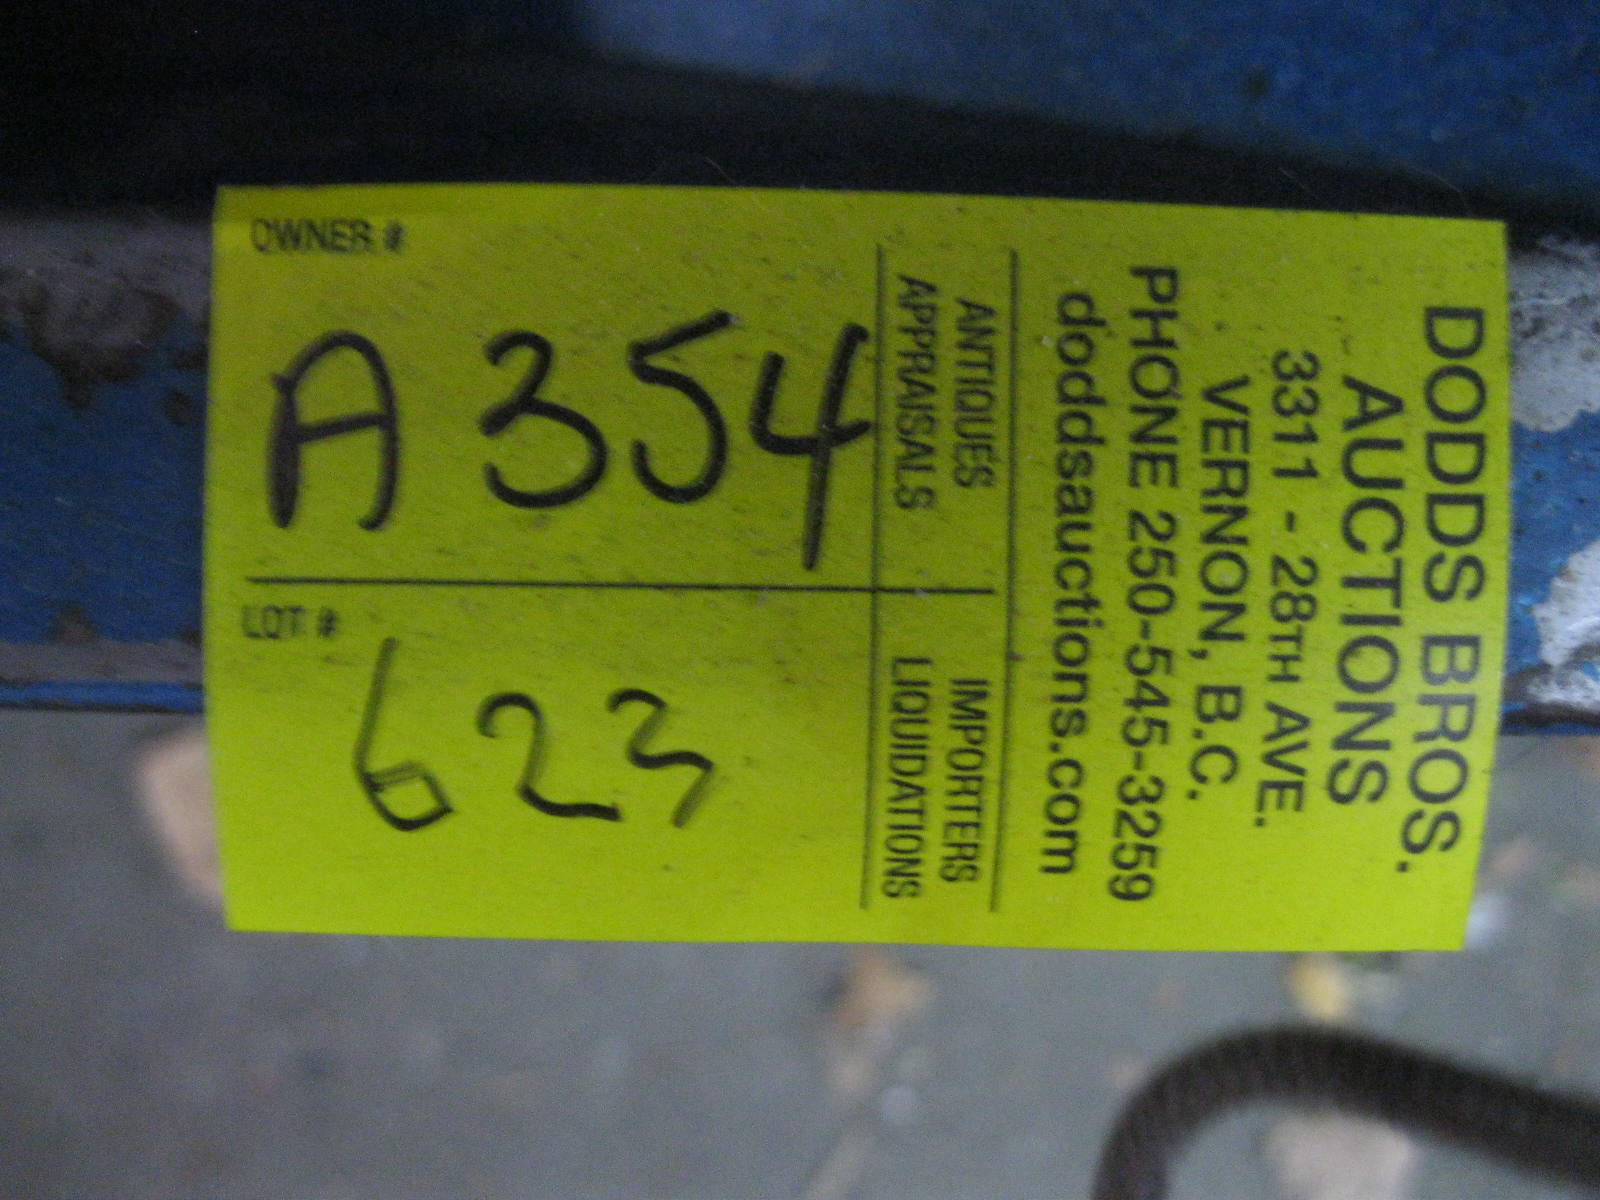 DODDS BROS.
AUCTIONS
3311 - 28TH AVE.
VERNON, B.C.
PHONE 250-545-3259
doddsauctions.com
ANTIQUES
APPRAISALS
IMPORTERS
LIQUIDATIONS
OWNER #
A354
LOT #
623